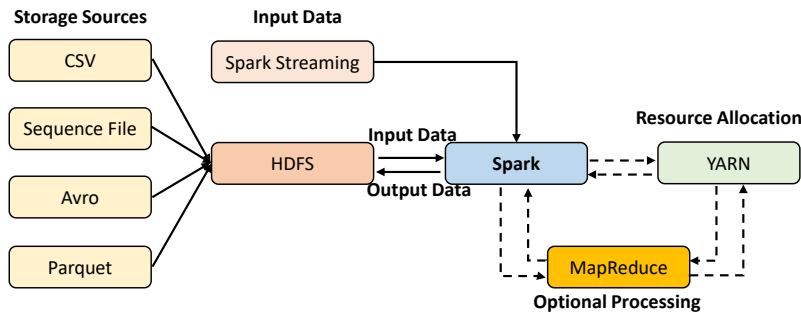 Storage Sources
CSV
Sequence File
Avro
Parquet
Input Data
Spark Streaming
HDFS
Input Data
Output Data
Spark
Resource Allocation
YARN
MapReduce
Optional Processing